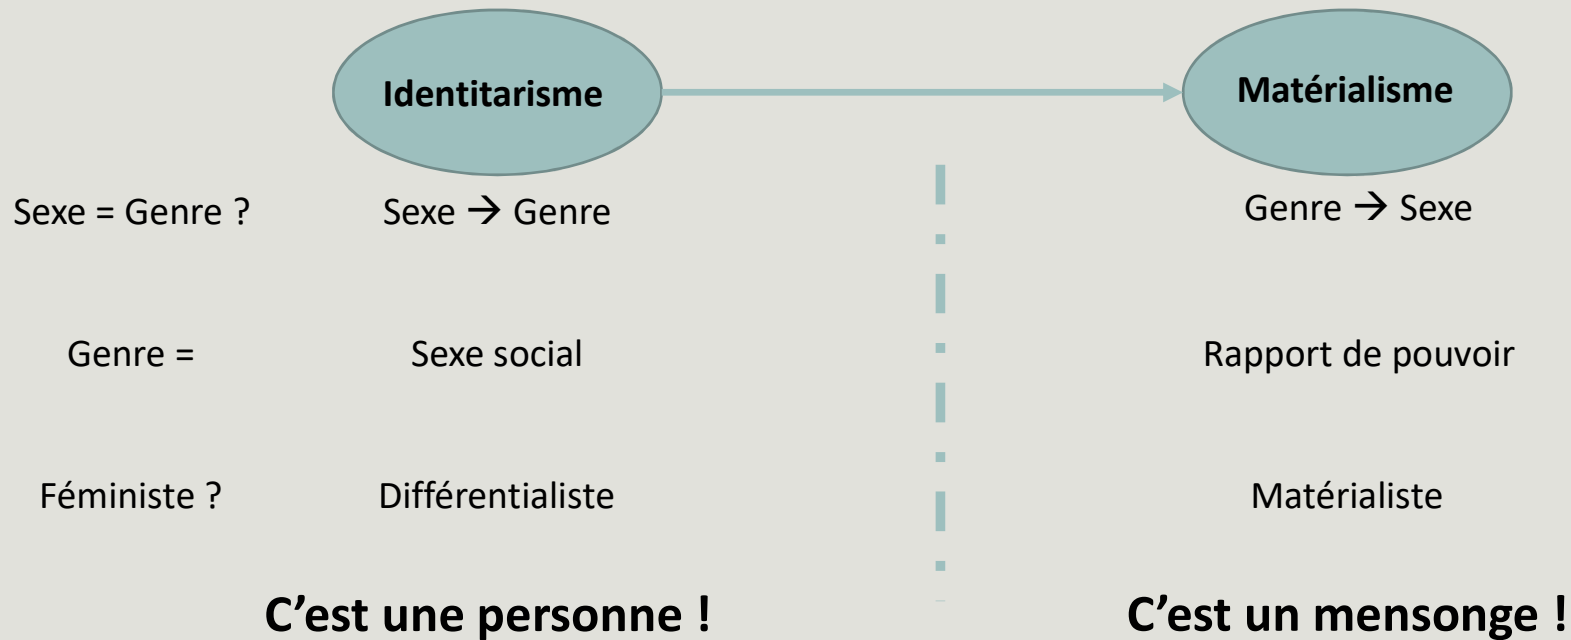 Identitarisme
Matérialisme
Sexe = Genre ?
Sexe → Genre
Genre → Sexe
Genre =
Sexe social
Rapport de pouvoir
Féministe ?
Différentialiste
Matérialiste
C’est une personne !
C’est un mensonge !